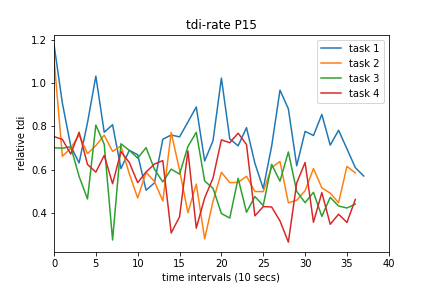 tdi-rate P15
1.2
1.0
0.8
0.6
0.4
relative tdi
task 1
task 2
task 3
task 4
0
5
10
15
20
25
30
35
40
time intervals (10 secs)